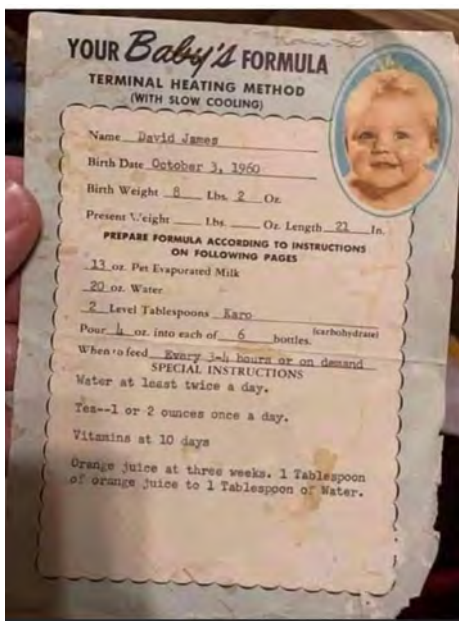 YOUR Baby's FORMULA
TERMINAL HEATING METHOD
(WITH SLOW COOLING)
Name David James
Birth Date October 3, 1960
Birth Weight 8 Lbs. 2 Oz.
Present Weight ____ Lbs. ____ Oz. Length 21 In.
PREPARE FORMULA ACCORDING TO INSTRUCTIONS
ON FOLLOWING PAGES
13 oz. Pet Evaporated Milk
20 oz. Water
2 Level Tablespoons Karo
(carbohydrate)
Pour 4 oz. into each of 6 bottles.
When to feed Every 3-4 hours or on demand
SPECIAL INSTRUCTIONS
Water at least twice a day.
Tea--1 or 2 ounces once a day.
Vitamins at 10 days
Orange juice at three weeks. 1 Tablespoon
of orange juice to 1 Tablespoon of Water.